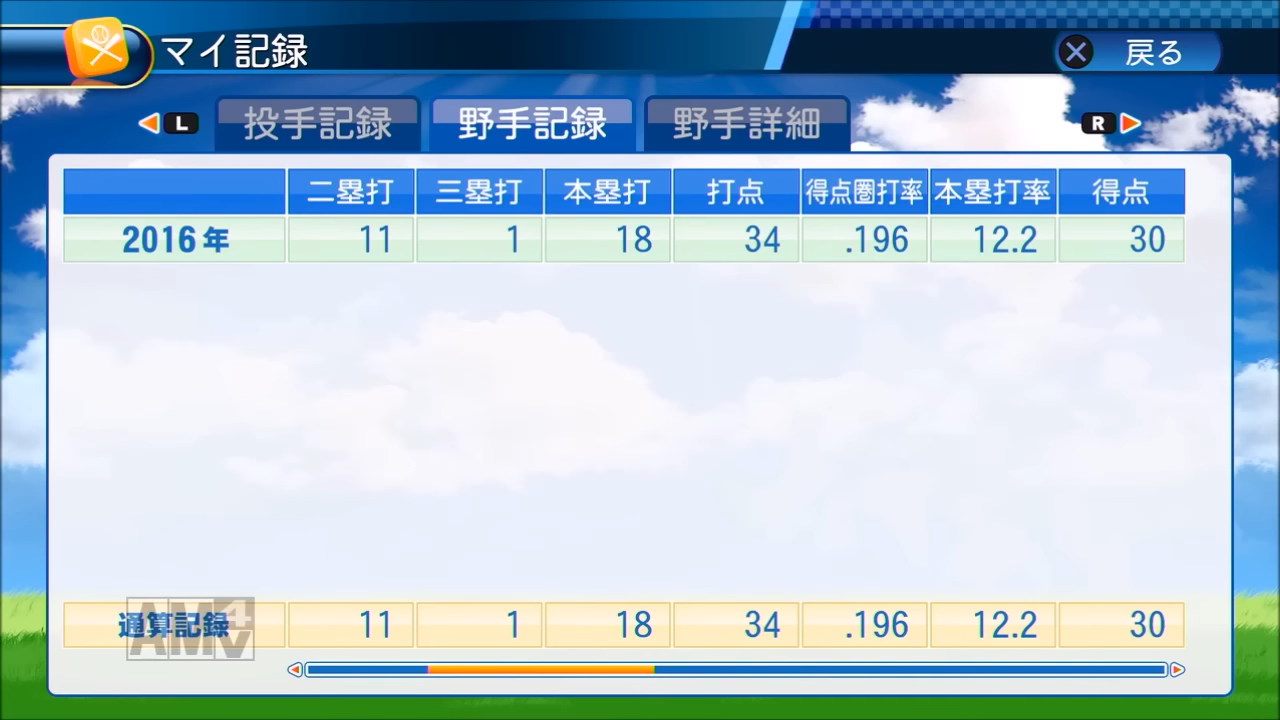 マイ記録
戻る
L 投手記録 野手記録 野手詳細 R
二塁打 三塁打 本塁打 打点 得点圏打率 本塁打率 得点
2016年 11 1 18 34 .196 12.2 30
通算記録 11 1 18 34 .196 12.2 30
AMV4